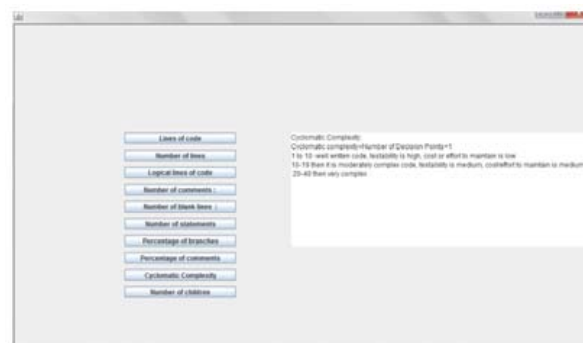 Lines of code
Number of lines
Logical lines of code
Number of comments :
Number of blank lines :
Number of statements
Percentage of branches
Percentage of comments
Cyclomatic Complexity
Number of children
Cyclomatic Complexity:
Cyclomatic complexity=Number of Decision Points+1
1 to 10 -well written code, testability is high, cost or effort to maintain is low
10-19 then it is moderately complex code, testability is medium, cost/effort to maintain is medium
20-40 then very complex